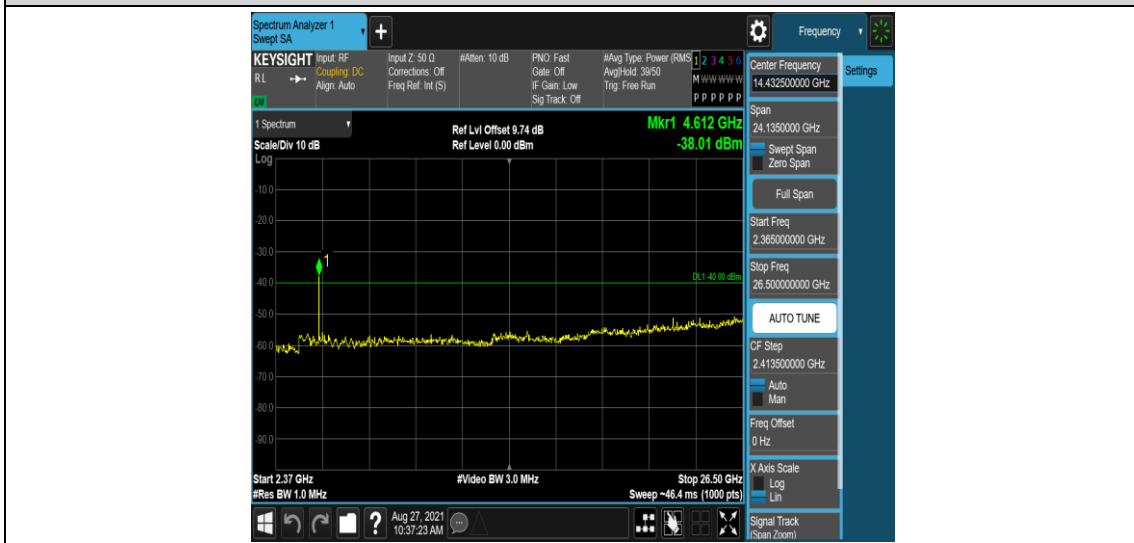 Spectrum Analyzer 1
Swept SA
+
Frequency
KEYSIGHT
RL
LXI
Input: RF
Coupling: DC
Align: Auto
Input Z: 50 Ω
Corrections: Off
Freq Ref: Int (S)
#Atten: 10 dB
PNO: Fast
Gate: Off
IF Gain: Low
Sig Track: Off
#Avg Type: Power (RMS
Avg|Hold: 39/50
Trig: Free Run
1 2 3 4 5 6
M W W W W W
P P P P P P
1 Spectrum
Scale/Div 10 dB
Ref Lvl Offset 9.74 dB
Ref Level 0.00 dBm
Mkr1 4.612 GHz
-38.01 dBm
Log
-10.0
-20.0
-30.0
-40.0
-50.0
-60.0
-70.0
-80.0
-90.0
1
DL1 -40.00 dBm
Start 2.37 GHz
#Res BW 1.0 MHz
#Video BW 3.0 MHz
Stop 26.50 GHz
Sweep ~46.4 ms (1000 pts)
Center Frequency
14.432500000 GHz
Settings
Span
24.1350000 GHz
Swept Span
Zero Span
Full Span
Start Freq
2.365000000 GHz
Stop Freq
26.500000000 GHz
AUTO TUNE
CF Step
2.413500000 GHz
Auto
Man
Freq Offset
0 Hz
X Axis Scale
Log
Lin
Signal Track
(Span Zoom)
?
Aug 27, 2021
10:37:23 AM